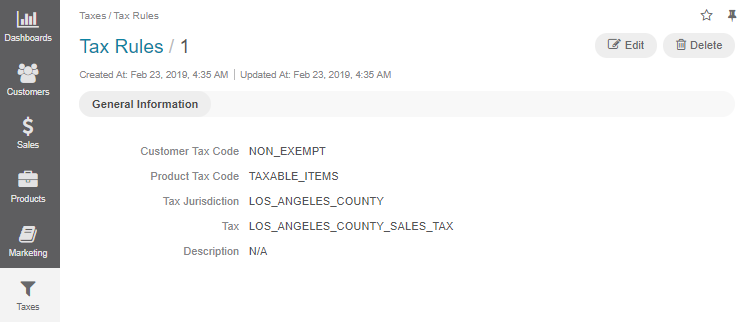 Dashboards
Customers
Sales
Products
Marketing
Taxes
Taxes / Tax Rules
Tax Rules / 1
Edit
Delete
Created At: Feb 23, 2019, 4:35 AM | Updated At: Feb 23, 2019, 4:35 AM
General Information
Customer Tax Code NON_EXEMPT
Product Tax Code TAXABLE_ITEMS
Tax Jurisdiction LOS_ANGELES_COUNTY
Tax LOS_ANGELES_COUNTY_SALES_TAX
Description N/A